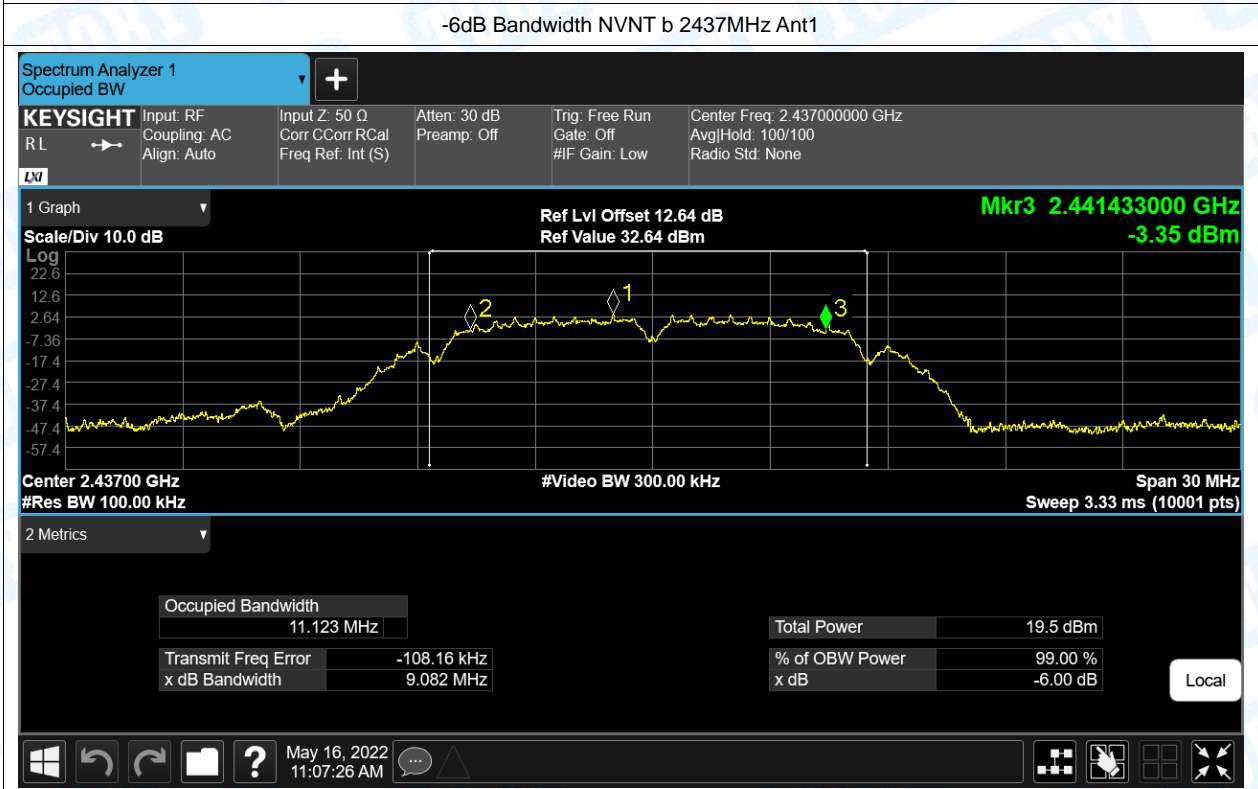 -6dB Bandwidth NVNT b 2437MHz Ant1
Spectrum Analyzer 1
Occupied BW
KEYSIGHT
RL
LXI
Input: RF
Coupling: AC
Align: Auto
Input Z: 50 Ω
Corr CCorr RCal
Freq Ref: Int (S)
Atten: 30 dB
Preamp: Off
Trig: Free Run
Gate: Off
#IF Gain: Low
Center Freq: 2.437000000 GHz
Avg|Hold: 100/100
Radio Std: None
1 Graph
Scale/Div 10.0 dB
Ref Lvl Offset 12.64 dB
Ref Value 32.64 dBm
Mkr3 2.441433000 GHz
-3.35 dBm
Log
22.6
12.6
2.64
-7.36
-17.4
-27.4
-37.4
-47.4
-57.4
2
1
3
Center 2.43700 GHz
#Res BW 100.00 kHz
#Video BW 300.00 kHz
Span 30 MHz
Sweep 3.33 ms (10001 pts)
2 Metrics
Occupied Bandwidth
11.123 MHz
Transmit Freq Error -108.16 kHz
x dB Bandwidth 9.082 MHz
Total Power 19.5 dBm
% of OBW Power 99.00 %
x dB -6.00 dB
Local
?
May 16, 2022
11:07:26 AM